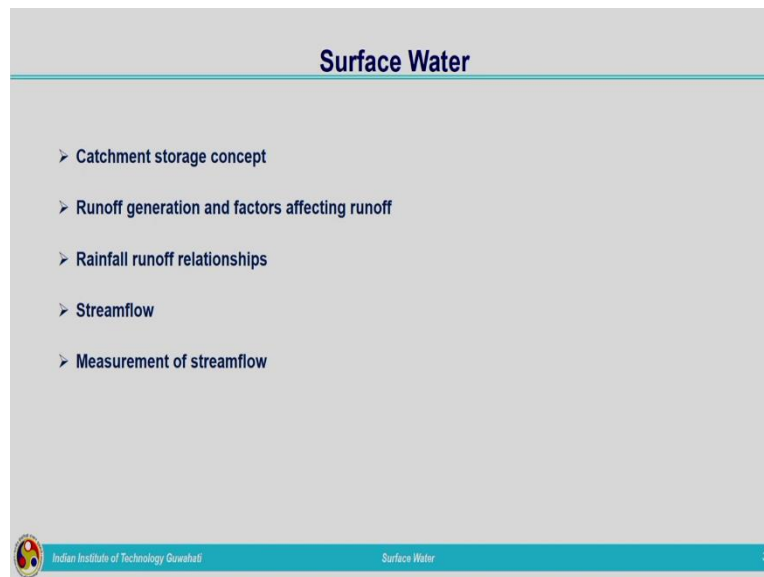 Surface Water
➢ Catchment storage concept
➢ Runoff generation and factors affecting runoff
➢ Rainfall runoff relationships
➢ Streamflow
➢ Measurement of streamflow
Indian Institute of Technology Guwahati
Surface Water